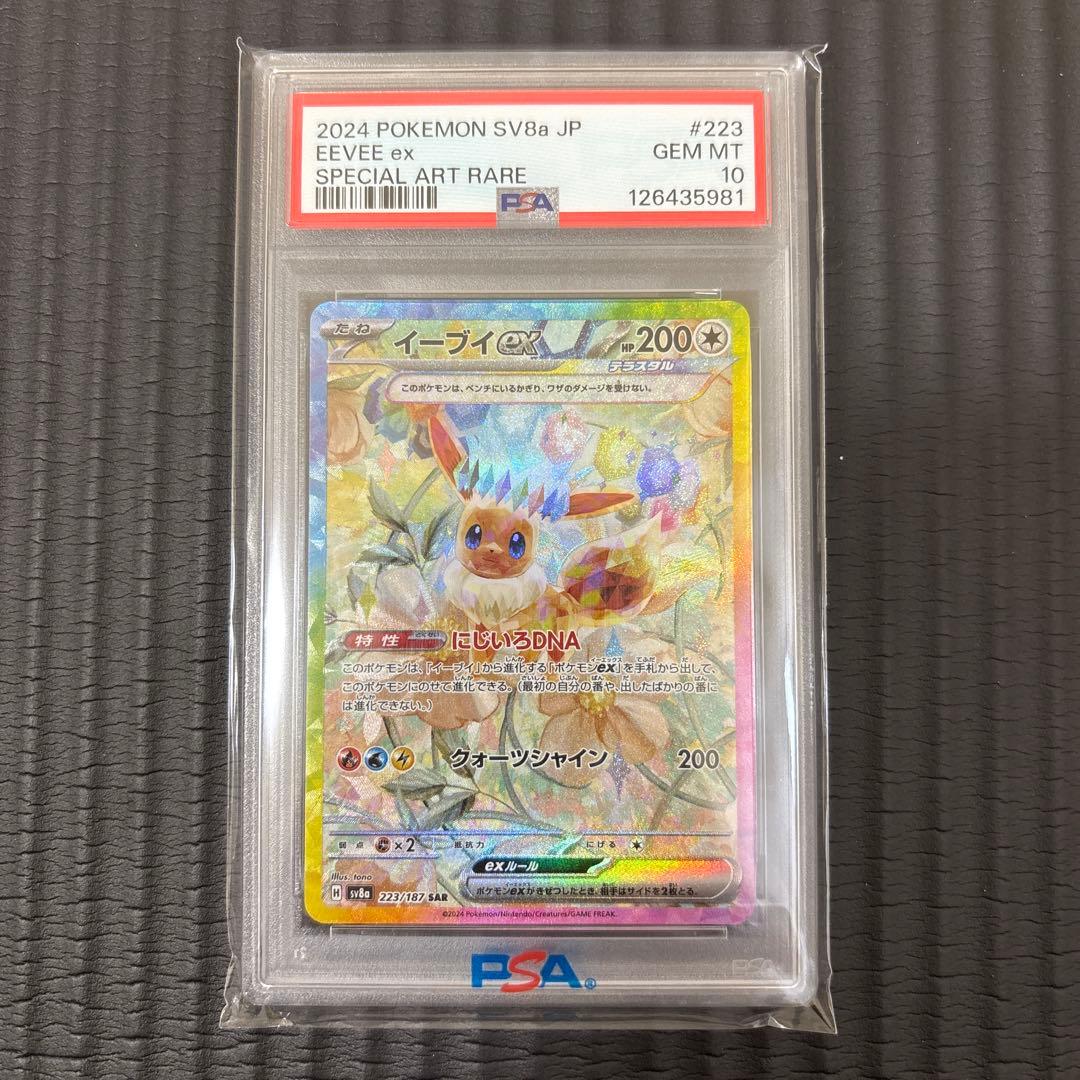 2024 POKEMON SV8a JP #223
EEVEE ex GEM MT
SPECIAL ART RARE 10
PSA 126435981
たね イーブイex HP200
テラスタル
このポケモンは、ベンチにいるかぎり、ワザのダメージを受けない。
特性 とくせい にじいろDNA
このポケモンは、「イーブイ」から進化する「ポケモンex」を手札から出して、
このポケモンにのせて進化できる。（最初の自分の番や、出したばかりの番に
は進化できない。）
クォーツシャイン 200
弱点 ×2 抵抗力 にげる
exルール
ポケモンexがきぜつしたとき、相手はサイドを2枚とる。
Illus. tono
H sv8a 223/187 SAR
©2024 Pokémon/Nintendo/Creatures/GAME FREAK.
PSA®